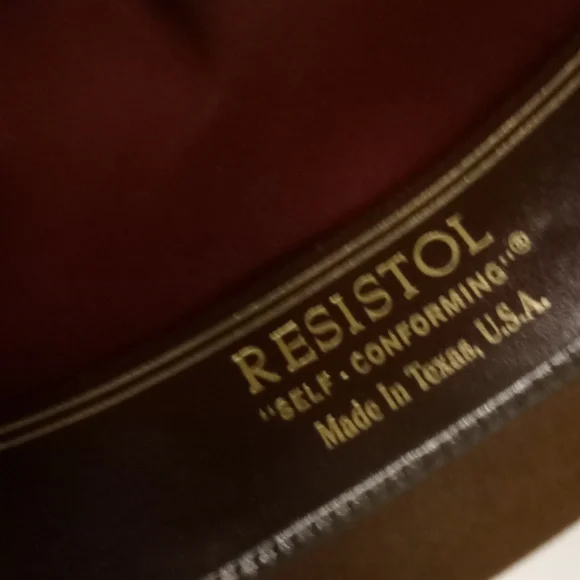 RESISTOL
"SELF-CONFORMING"®
Made In Texas, U.S.A.